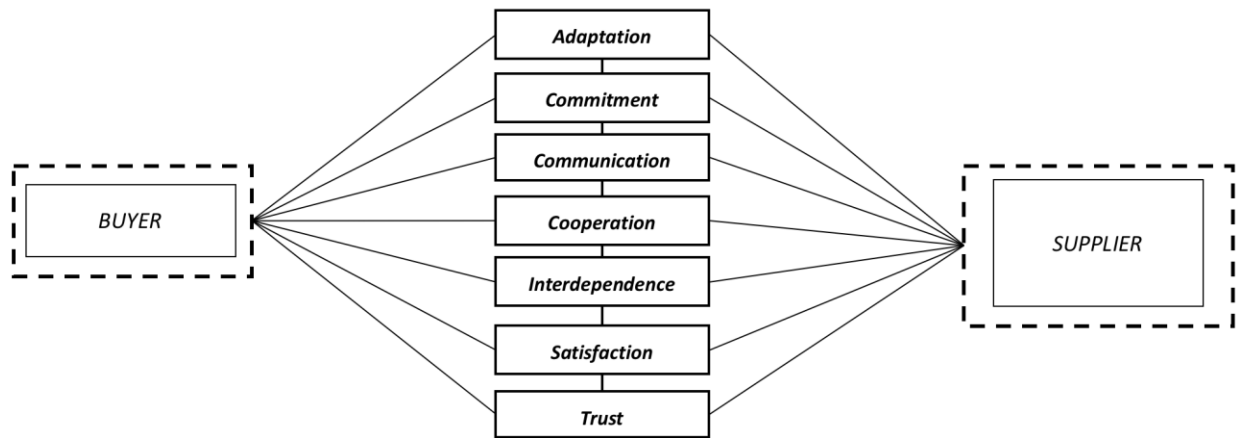 Adaptation
Commitment
Communication
BUYER
Cooperation
SUPPLIER
Interdependence
Satisfaction
Trust